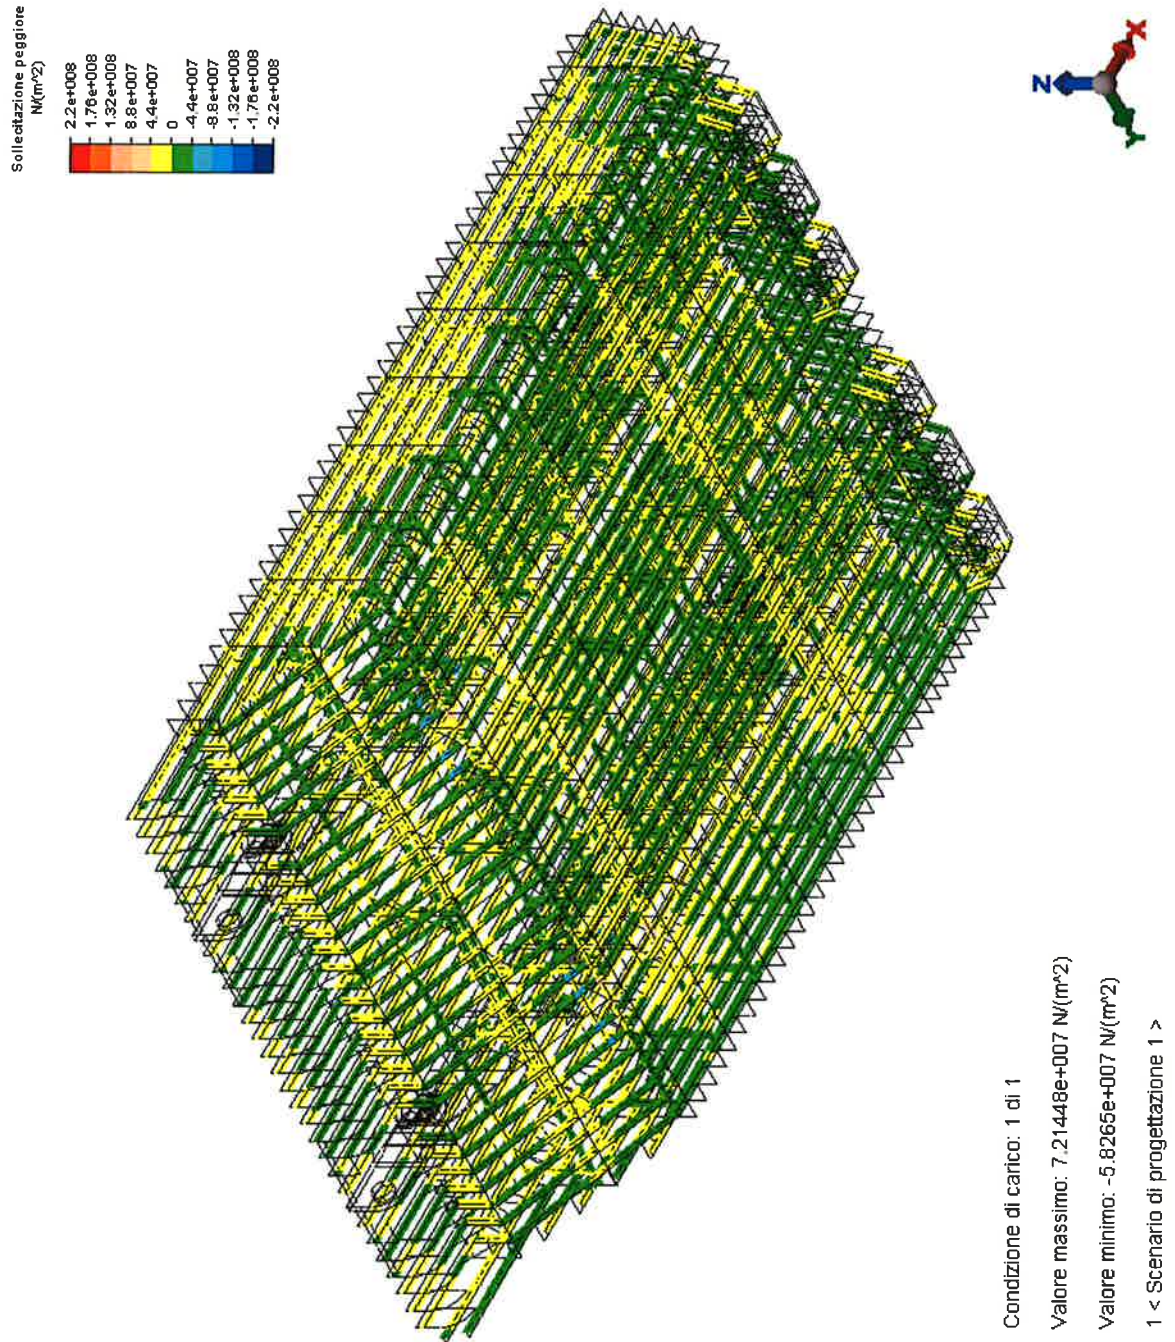 Sollecitazione peggiore
N/(m^2)
2.2e+008
1.76e+008
1.32e+008
8.8e+007
4.4e+007
0
-4.4e+007
-8.8e+007
-1.32e+008
-1.76e+008
-2.2e+008
X
Y
Z
Condizione di carico: 1 di 1
Valore massimo: 7.21448e+007 N/(m^2)
Valore minimo: -5.8265e+007 N/(m^2)
1 < Scenario di progettazione 1 >